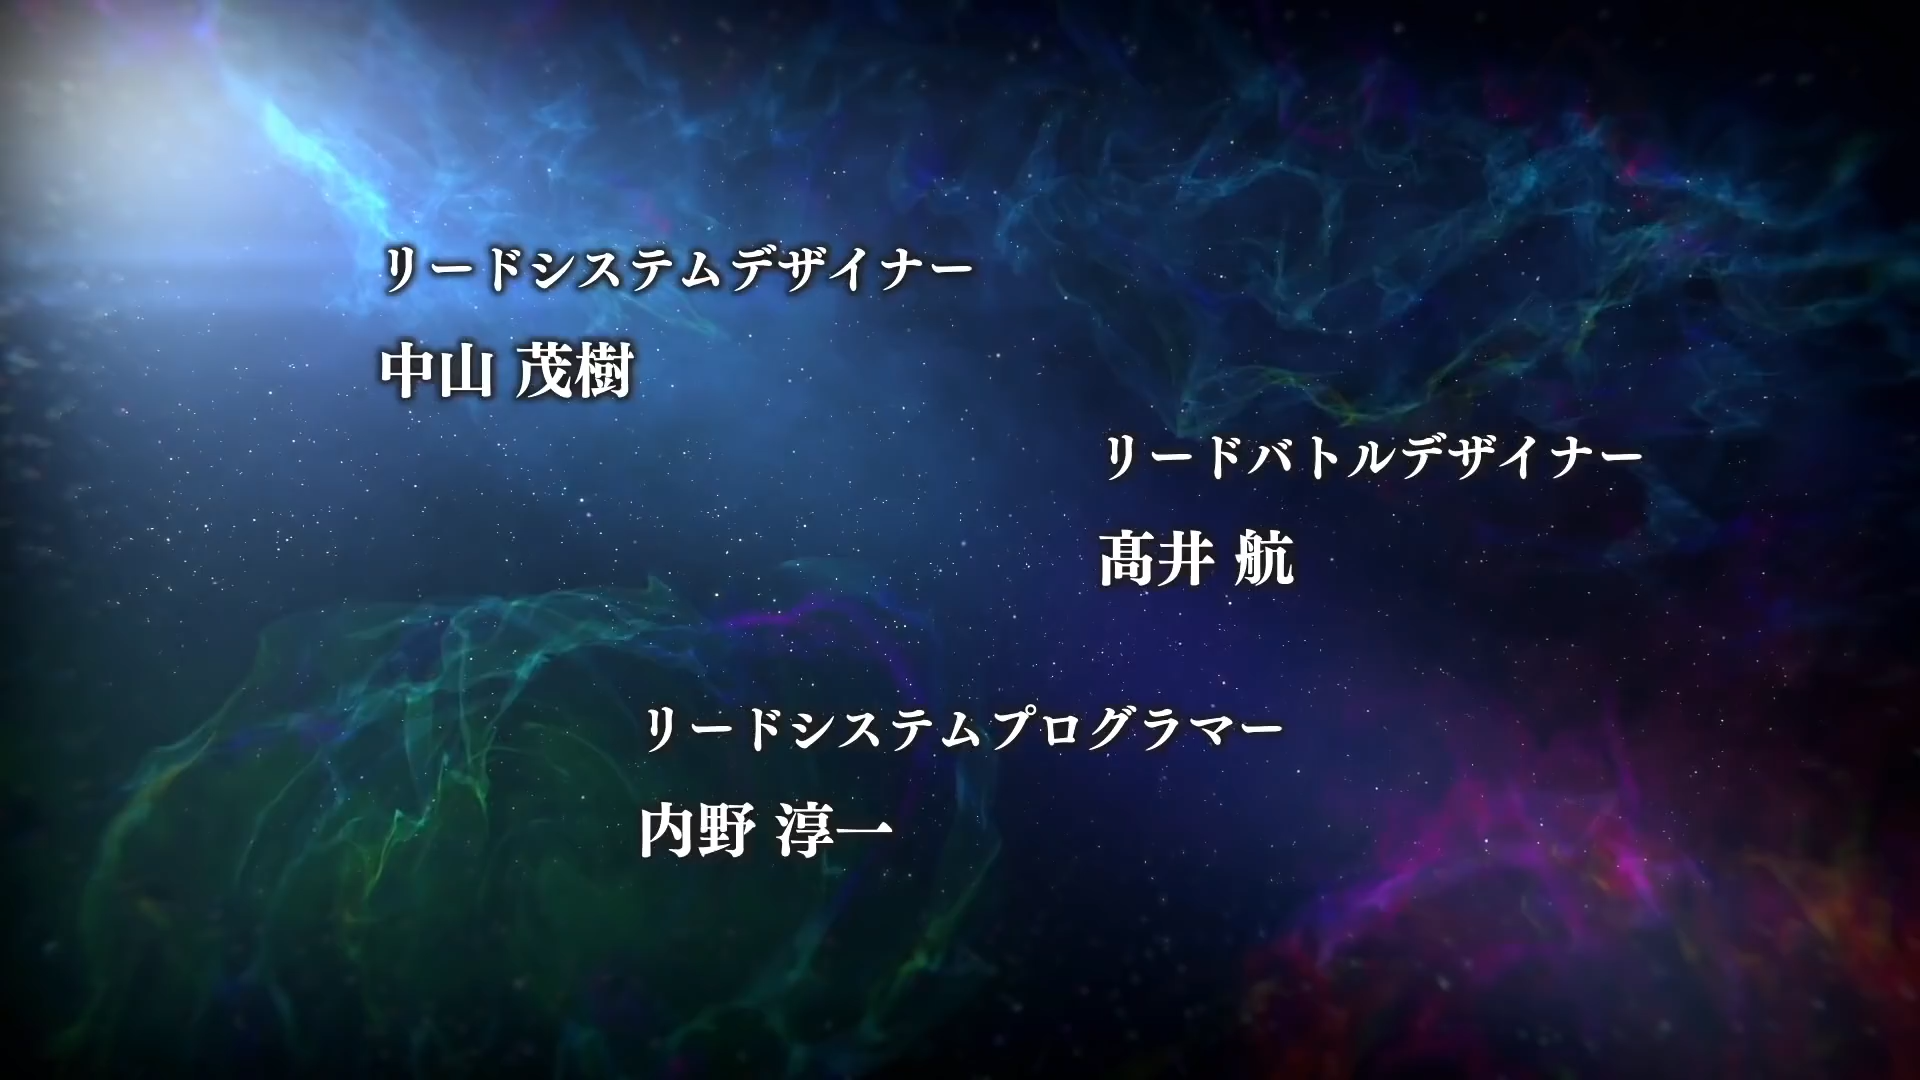 リードシステムデザイナー
中山 茂樹
リードバトルデザイナー
髙井 航
リードシステムプログラマー
内野 淳一